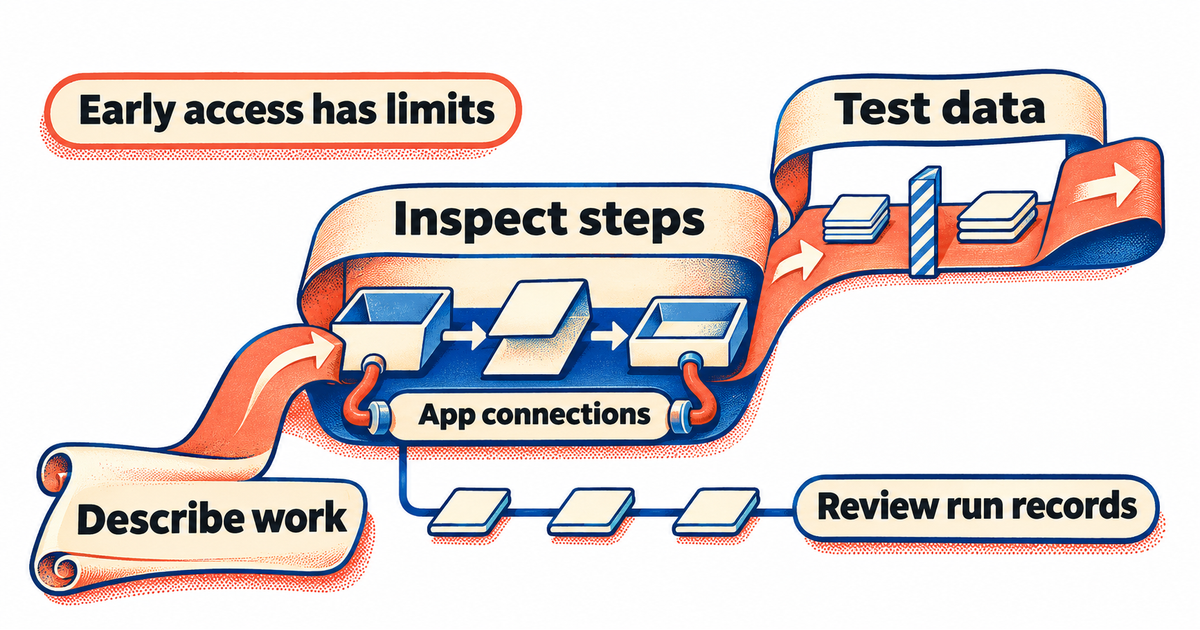 Early access has limits
Test data
Inspect steps
App connections
Describe work
Review run records